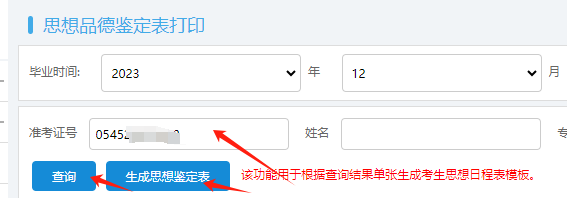 思想品德鉴定表打印
毕业时间: 2023 年 12 月
准考证号 0545 姓名 专
查询 生成思想鉴定表 该功能用于根据查询结果单张生成考生思想日程表模板。